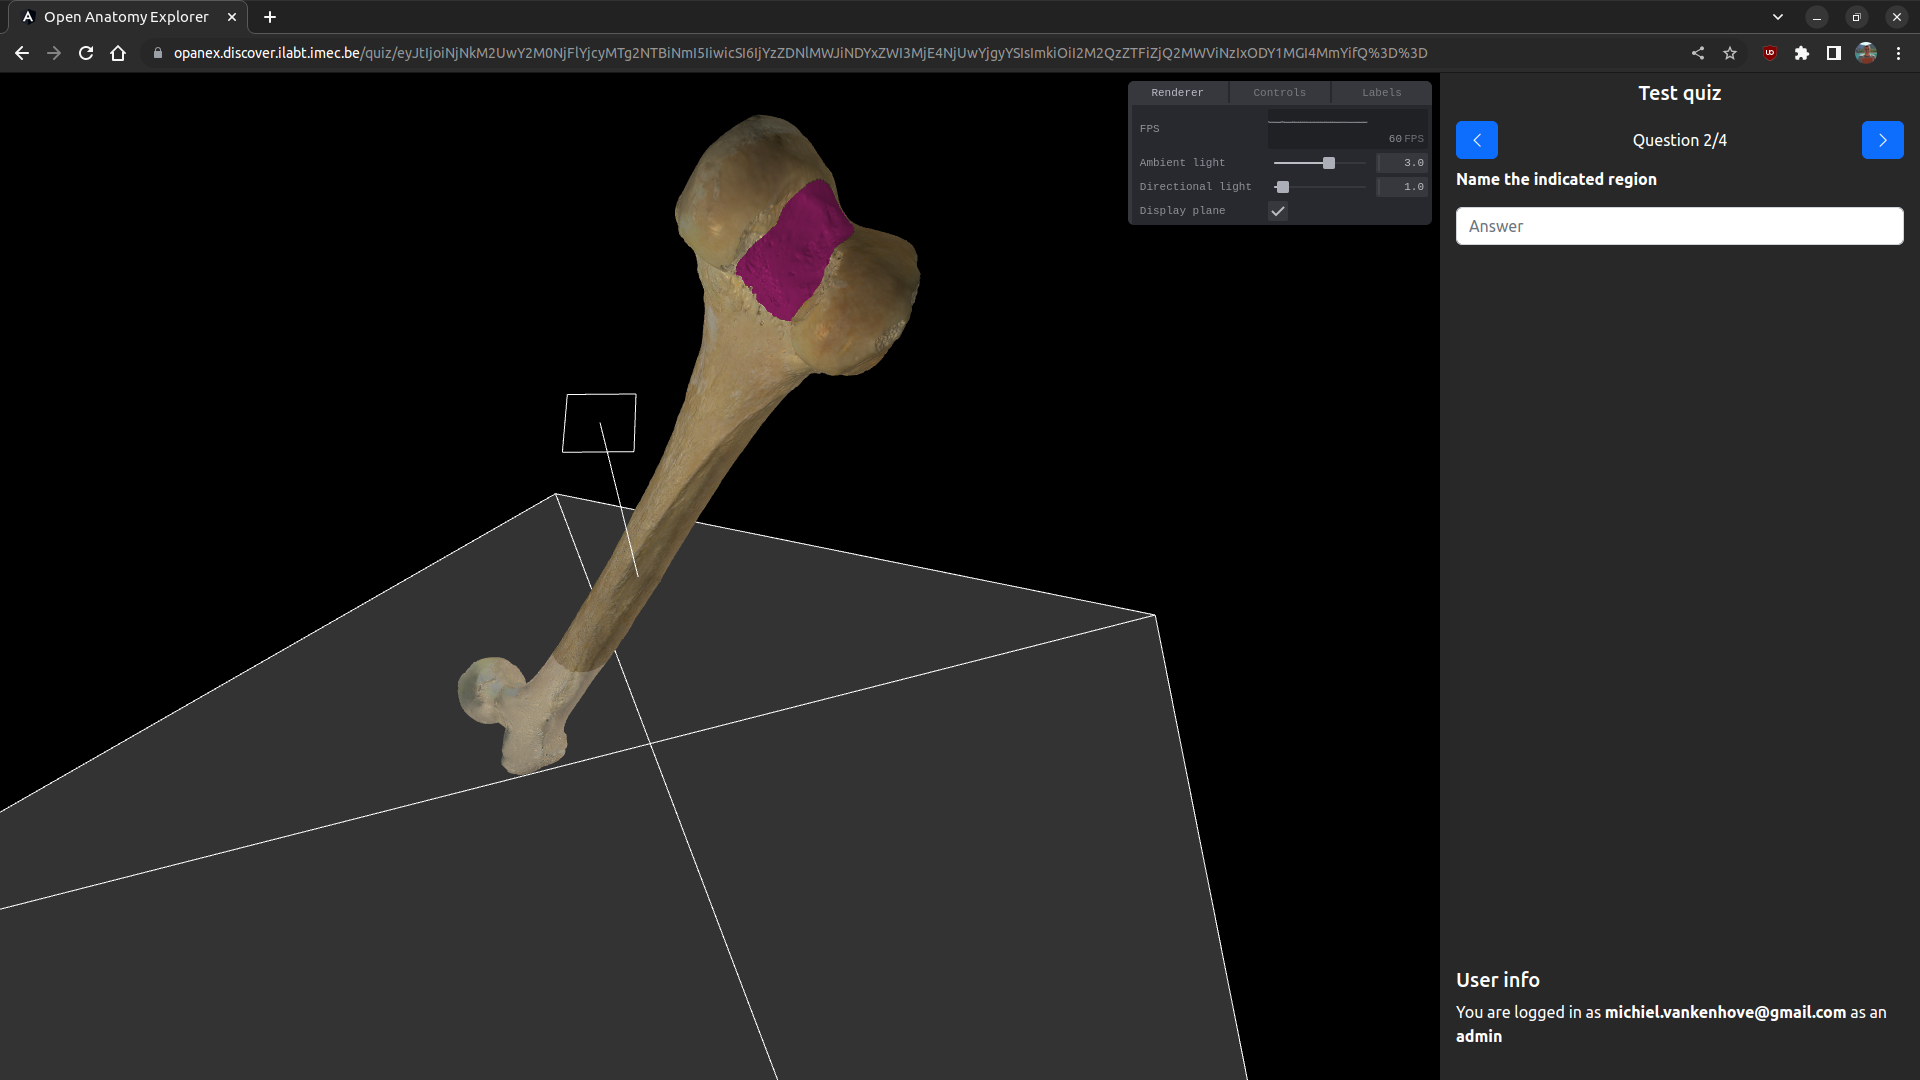 Open Anatomy Explorer
opanex.discover.ilabt.imec.be/quiz/eyJtIjoiNjNkM2UwY2M0NjFlYjcyMTg2NTBiNmI5IiwicSI6IjYzZDNlMWJiNDYxZWI3MjE4NjUwYjgyYSIsImkiOiI2M2QzZTFiZjQ2MWViNzIxODY1MGI4MmYifQ%3D%3D
Renderer Controls Labels
FPS
60 FPS
Ambient light 3.0
Directional light 1.0
Display plane
Test quiz
Question 2/4
Name the indicated region
Answer
User info
You are logged in as michiel.vankenhove@gmail.com as an
admin